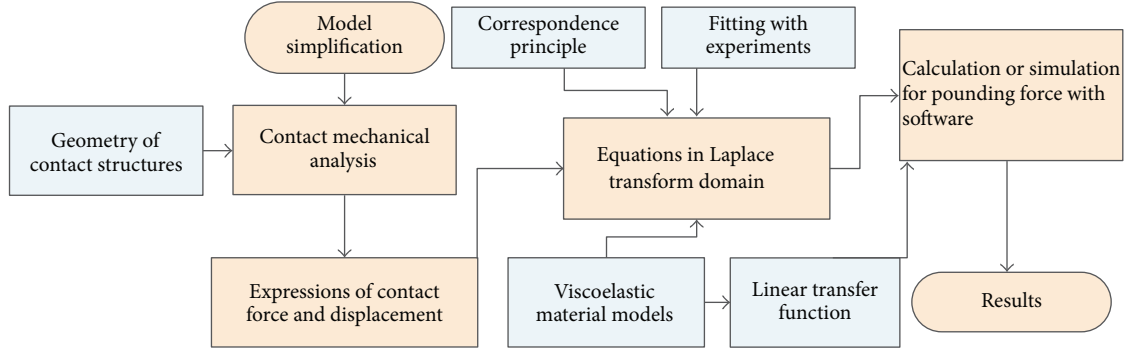 Model
simplification
Correspondence
principle
Fitting with
experiments
Calculation or simulation
for pounding force with
software
Geometry of
contact structures
Contact mechanical
analysis
Equations in Laplace
transform domain
Expressions of contact
force and displacement
Viscoelastic
material models
Linear transfer
function
Results